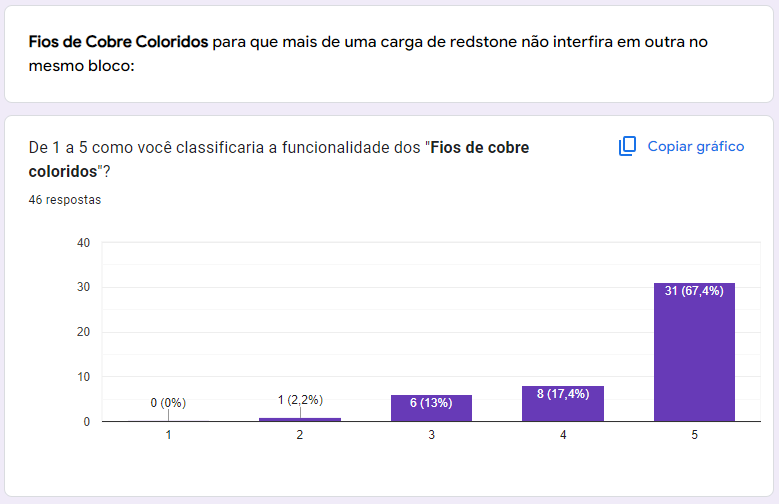 Fios de Cobre Coloridos para que mais de uma carga de redstone não interfira em outra no
mesmo bloco:
De 1 a 5 como você classificaria a funcionalidade dos "Fios de cobre
coloridos"?
Copiar gráfico
46 respostas
40
30
20
10
0
0 (0%)
1 (2,2%)
6 (13%)
8 (17,4%)
31 (67,4%)
1
2
3
4
5